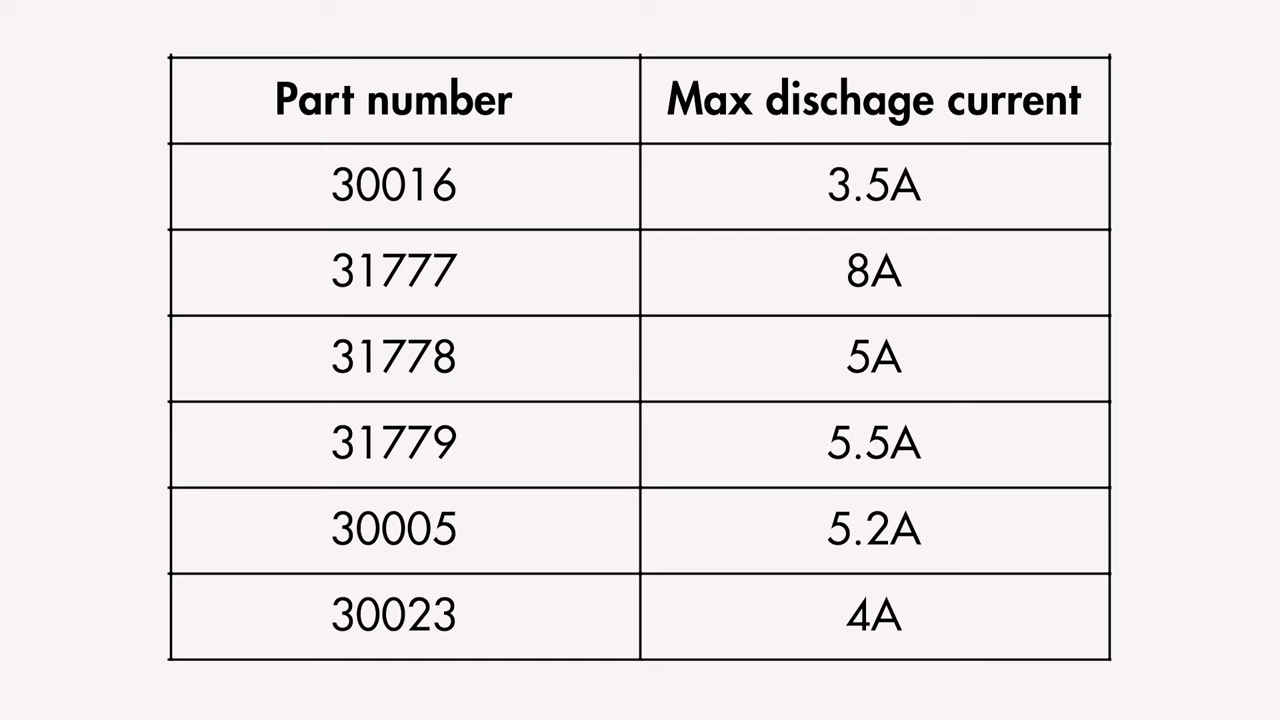 Part number Max dischage current
30016 3.5A
31777 8A
31778 5A
31779 5.5A
30005 5.2A
30023 4A